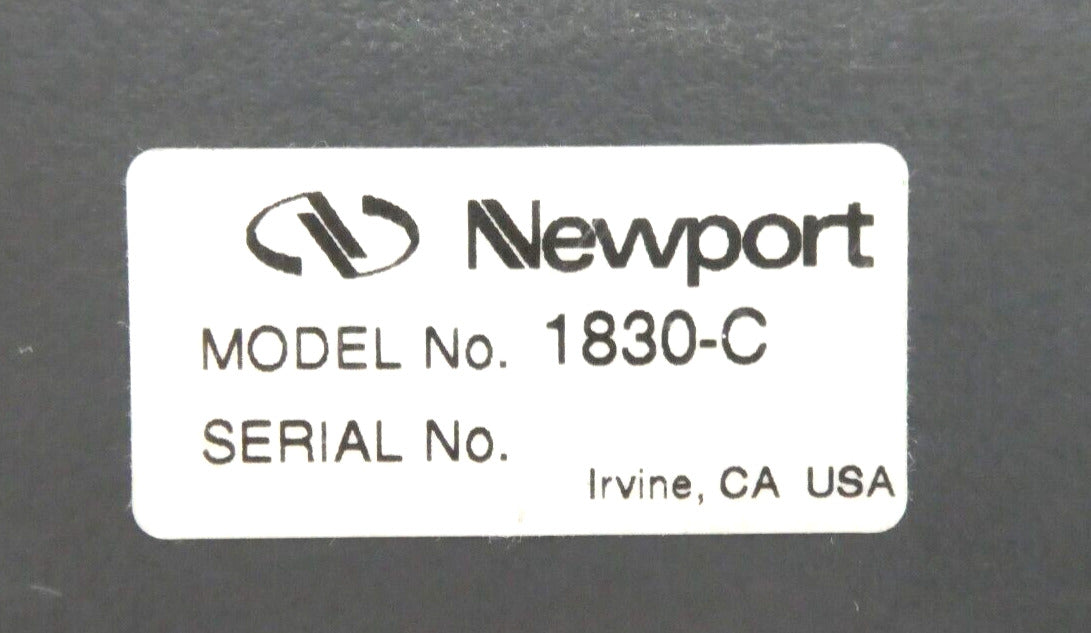 Newport
MODEL No. 1830-C
SERIAL No.
Irvine, CA USA